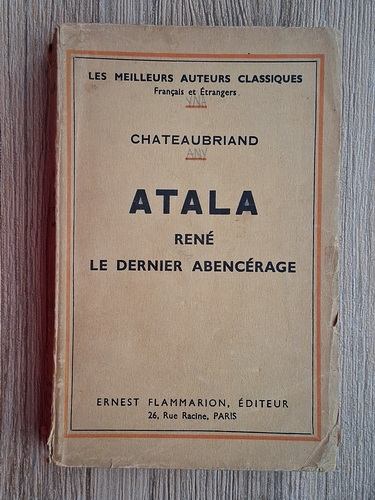 LES MEILLEURS AUTEURS CLASSIQUES
Français et Étrangers
CHATEAUBRIAND
ATALA
RENÉ
LE DERNIER ABENCÉRAGE
ERNEST FLAMMARION, ÉDITEUR
26, Rue Racine, PARIS